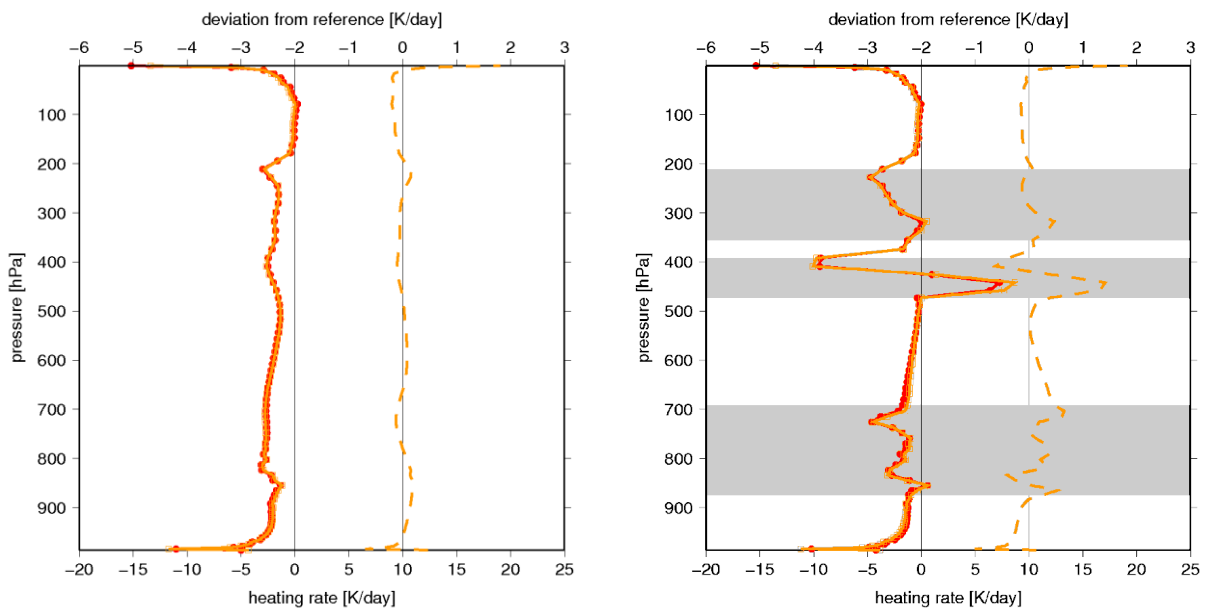 deviation from reference [K/day]
−6 −5 −4 −3 −2 −1 0 1 2 3
100
200
300
400
500
600
700
800
900
pressure [hPa]
−20 −15 −10 −5 0 5 10 15 20 25
heating rate [K/day]
deviation from reference [K/day]
−6 −5 −4 −3 −2 −1 0 1 2 3
100
200
300
400
500
600
700
800
900
pressure [hPa]
−20 −15 −10 −5 0 5 10 15 20 25
heating rate [K/day]